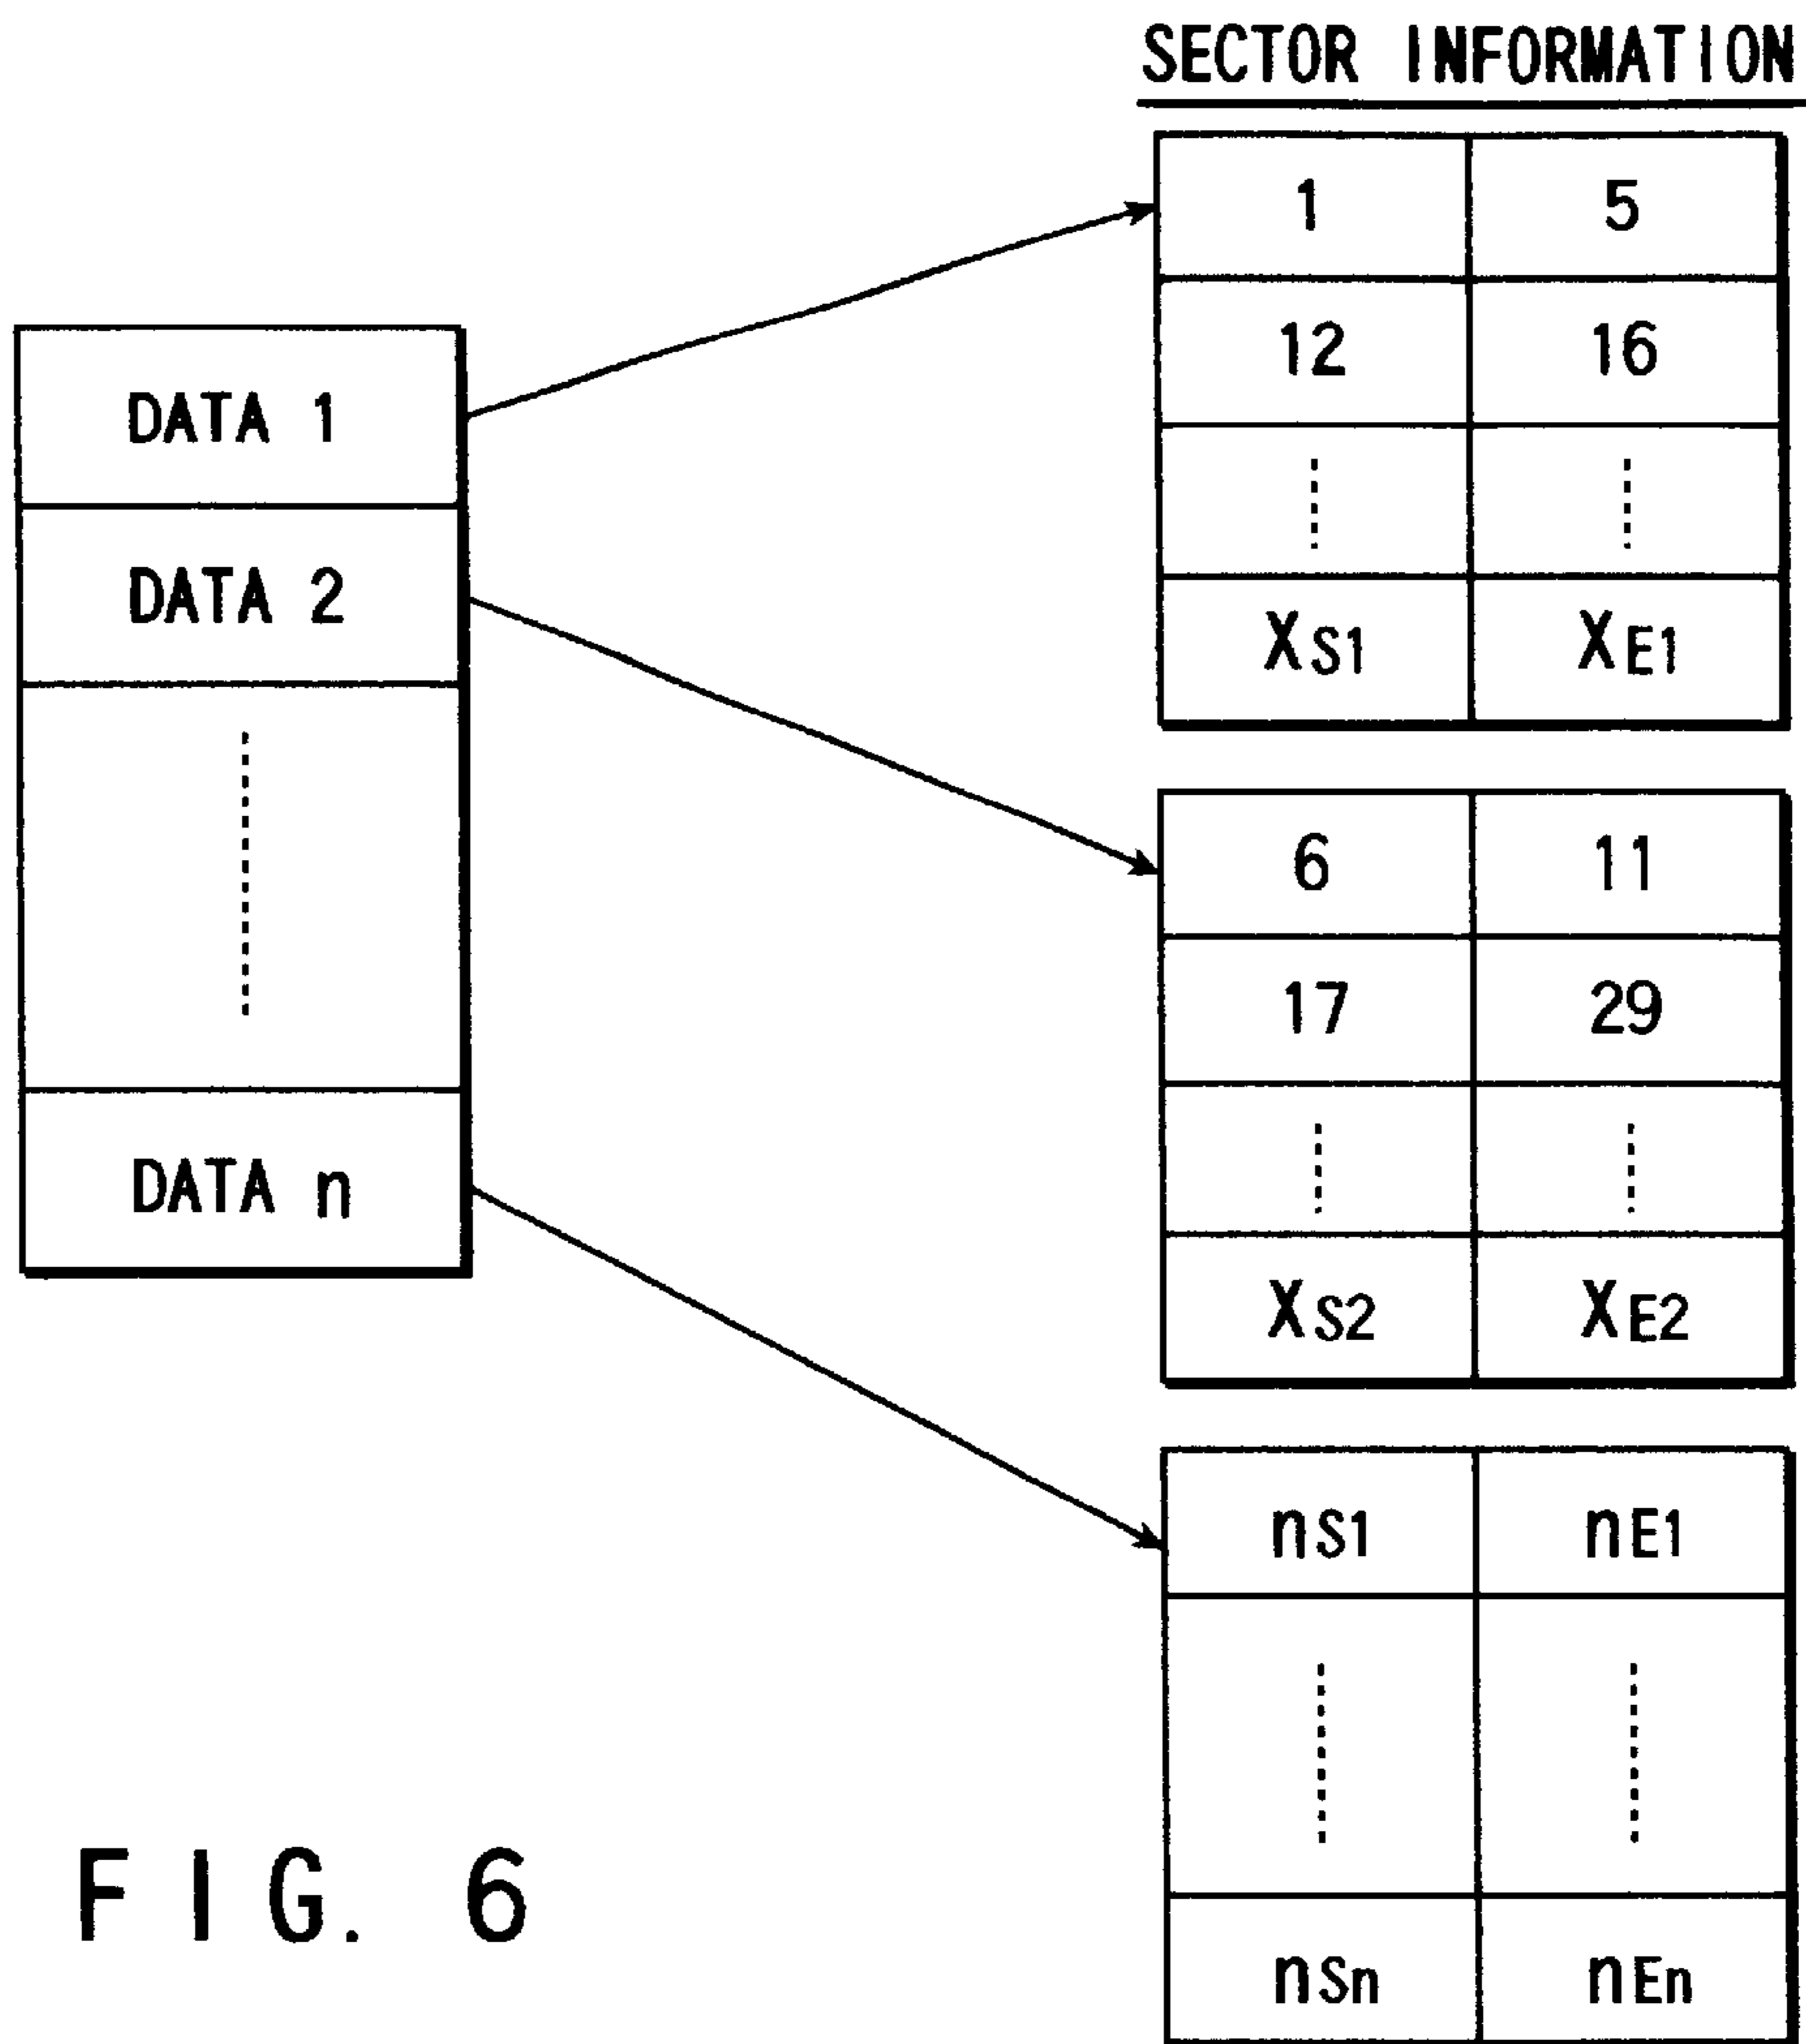 SECTOR INFORMATION
DATA 1
DATA 2
DATA n
1 5
12 16
XS1 XE1
6 11
17 29
XS2 XE2
nS1 nE1
nSn nEn
FIG. 6